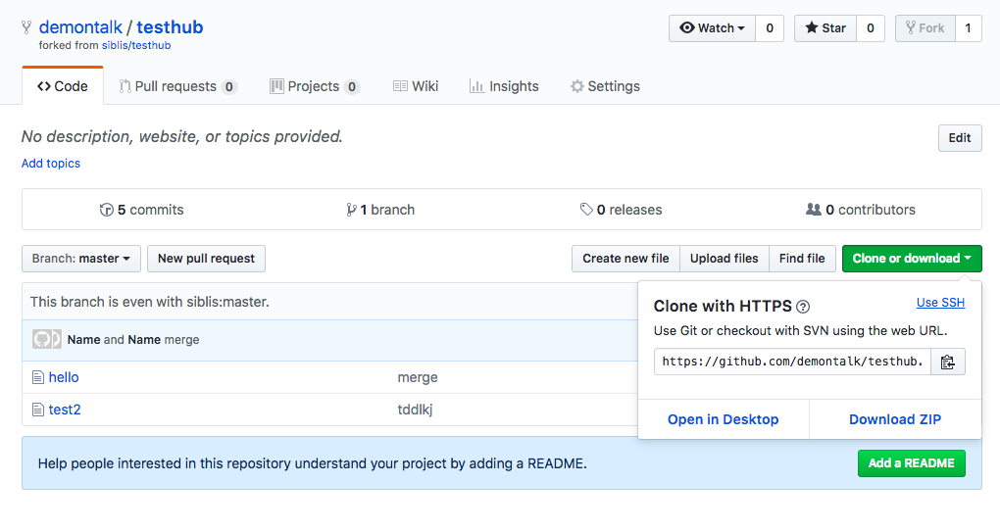 demontalk / testhub
Watch 0
Star 0
Fork 1
forked from siblis/testhub
Code
Pull requests 0
Projects 0
Wiki
Insights
Settings
No description, website, or topics provided.
Edit
Add topics
5 commits
1 branch
0 releases
0 contributors
Branch: master
New pull request
Create new file
Upload files
Find file
Clone or download
This branch is even with siblis:master.
Clone with HTTPS ?
Use SSH
Use Git or checkout with SVN using the web URL.
https://github.com/demontalk/testhub.
Open in Desktop
Download ZIP
Name and Name merge
hello merge
test2 tddlkj
Help people interested in this repository understand your project by adding a README.
Add a README